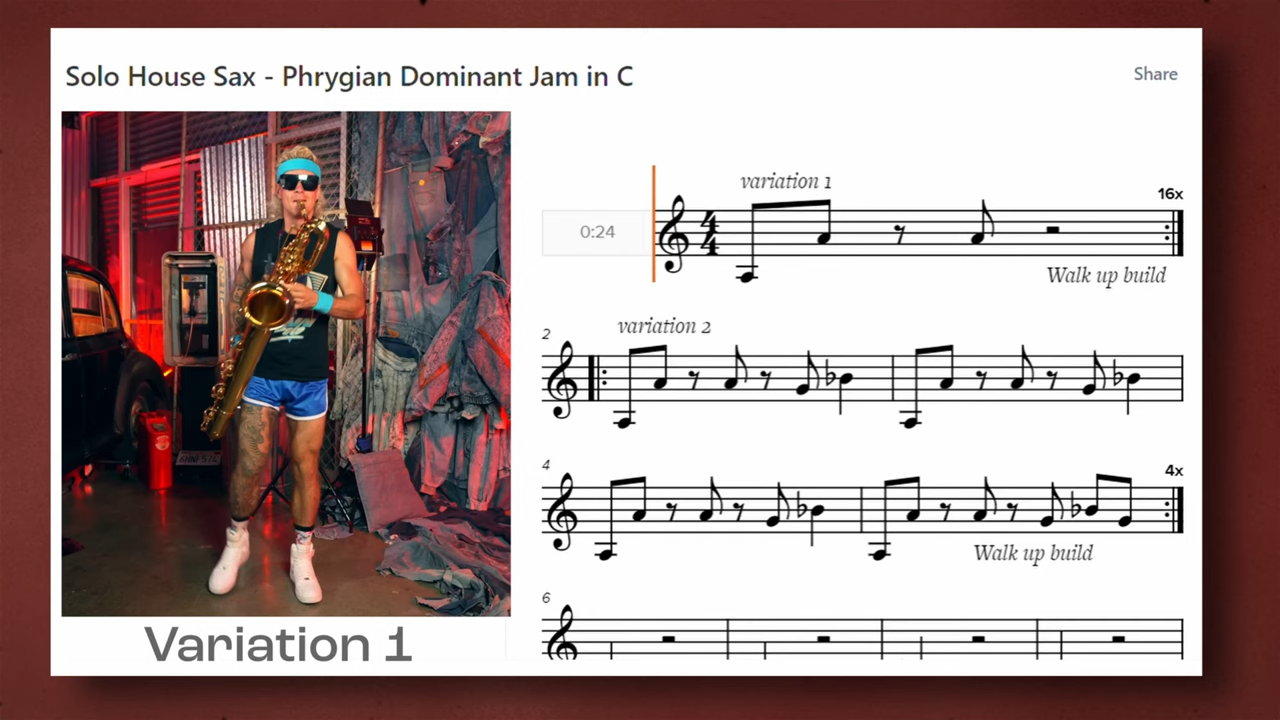 Solo House Sax - Phrygian Dominant Jam in C
Share
variation 1
16x
0:24
Walk up build
2
variation 2
4
4x
Walk up build
6
Variation 1